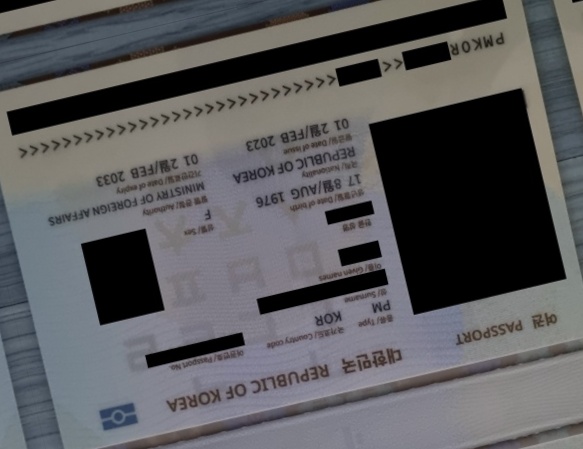 여권 PASSPORT
대한민국 REPUBLIC OF KOREA
종류/ Type
국가코드/ Country code
여권번호/ Passport No.
PM
KOR
성/ Surname
이름/ Given names
한글성명
생년월일/ Date of birth
성별/ Sex
17 8월/AUG 1976
F
국적/ Nationality
발행관청/ Authority
REPUBLIC OF KOREA
MINISTRY OF FOREIGN AFFAIRS
발급일/ Date of issue
기간만료일/ Date of expiry
01 2월/FEB 2023
01 2월/FEB 2033
PMKOR <<<<<<<<<<<<<<<<<<<<<<<<<<<